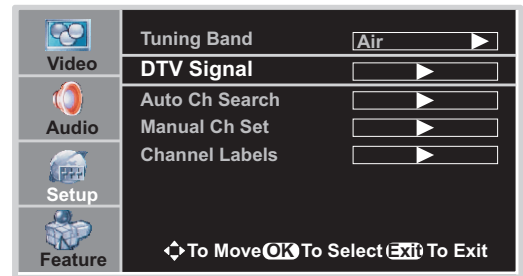 Video
Audio
Setup
Feature
Tuning Band Air
DTV Signal
Auto Ch Search
Manual Ch Set
Channel Labels
To Move OK To Select Exit To Exit